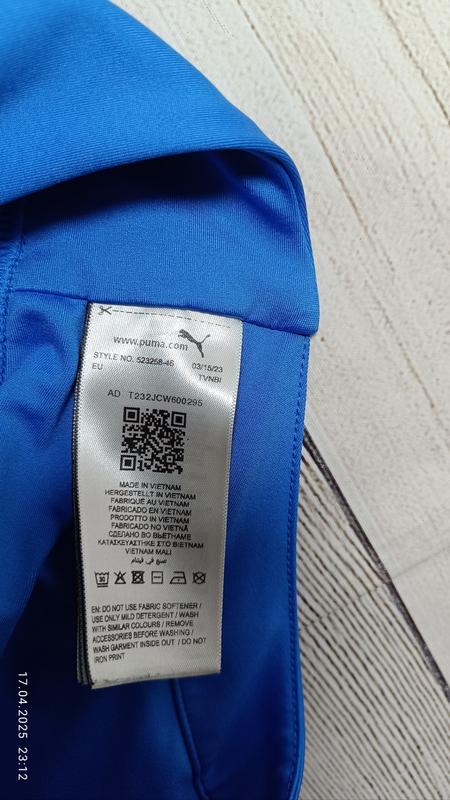 www.puma.com
STYLE NO. 523258-46 03/15/23
EU TVNBI
AD T232JCW600295
MADE IN VIETNAM
HERGESTELLT IN VIETNAM
FABRIQUÉ AU VIETNAM
FABRICADO EN VIETNAM
PRODOTTO IN VIETNAM
FABRICADO NO VIETNÃ
СДЕЛАНО ВО ВЬЕТНАМЕ
ΚΑΤΑΣΚΕΥΑΣΤΗΚΕ ΣΤΟ ΒΙΕΤΝΑΜ
VIETNAM MALI
صنع في فيتنام
EN: DO NOT USE FABRIC SOFTENER /
USE ONLY MILD DETERGENT / WASH
WITH SIMILAR COLOURS / REMOVE
ACCESSORIES BEFORE WASHING /
WASH GARMENT INSIDE OUT / DO NOT
IRON PRINT
17.04.2025 23:12